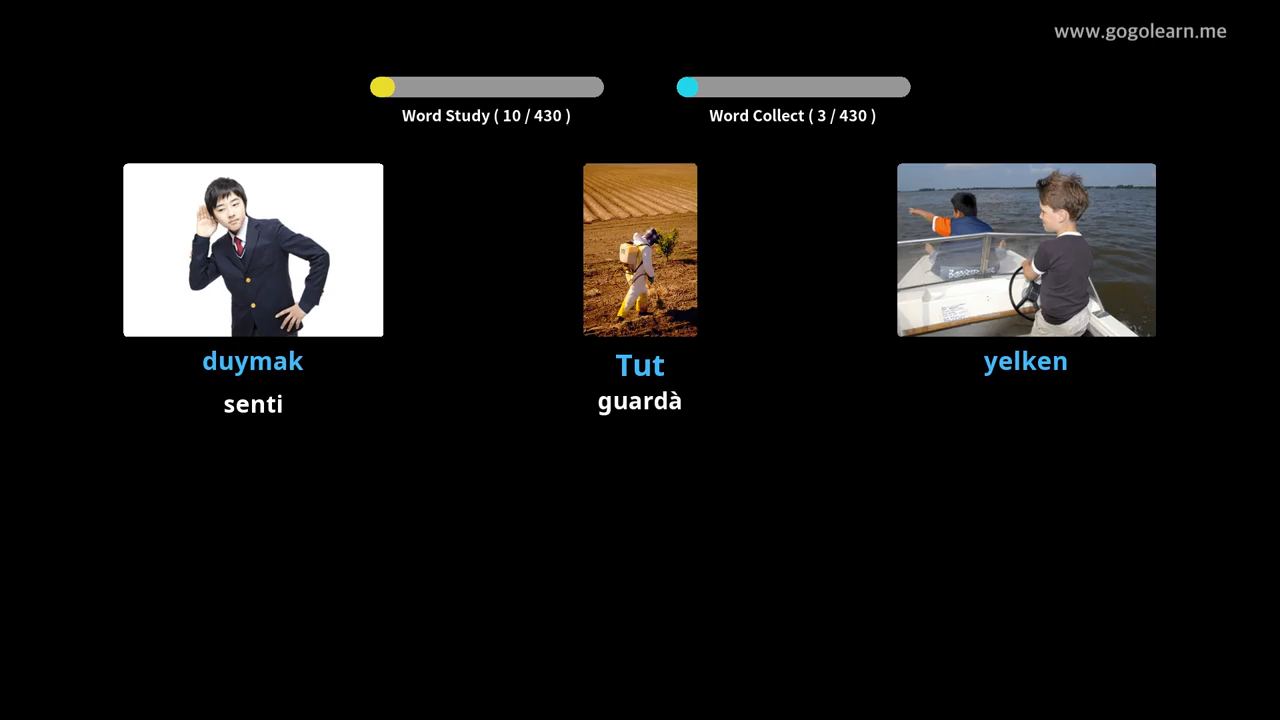 www.gogolearn.me
Word Study ( 10 / 430 )
Word Collect ( 3 / 430 )
duymak
Tut
yelken
senti
guardà